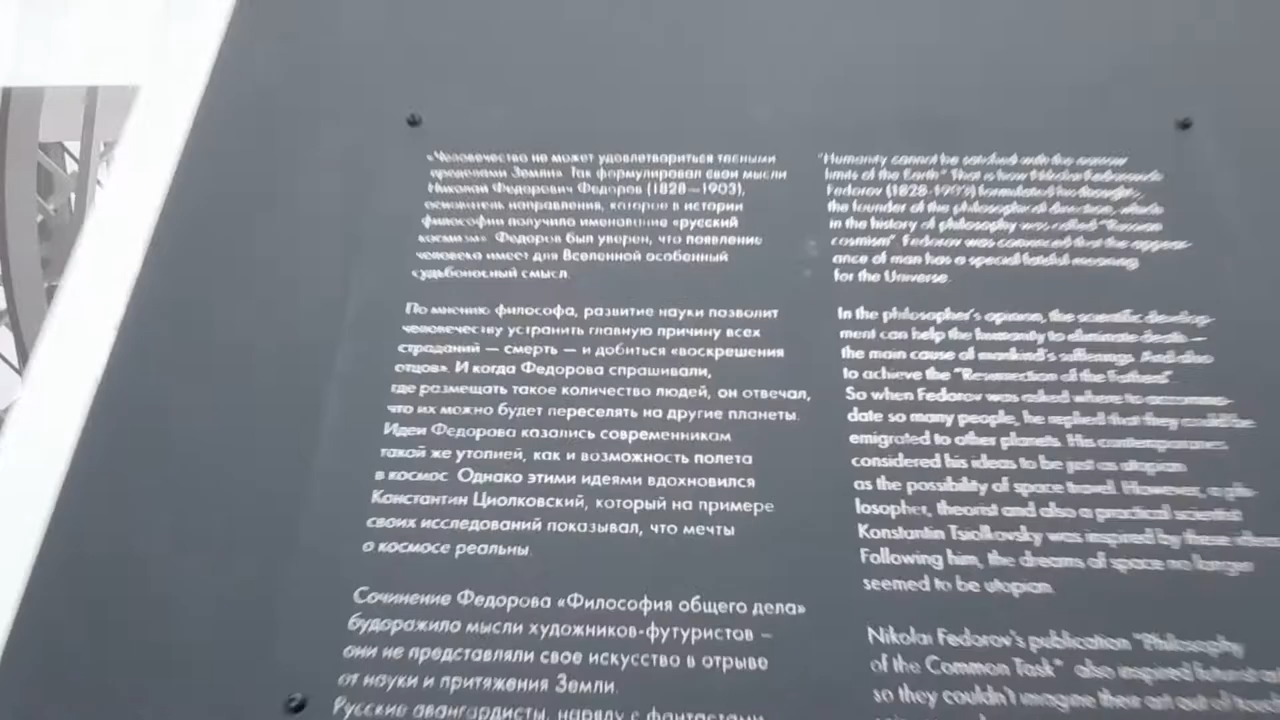 «Человечество не может удовлетвориться тесными
пределами Земли». Так формулировал свои мысли
Николай Федорович Федоров (1828—1903),
основатель направления, которое в истории
философии получило именование «русский
космизм». Федоров был уверен, что появление
человека имеет для Вселенной особенный
судьбоносный смысл.
По мнению философа, развитие науки позволит
человечеству устранить главную причину всех
страданий — смерть — и добиться «воскрешения
отцов». И когда Федорова спрашивали,
где размещать такое количество людей, он отвечал,
что их можно будет переселять на другие планеты.
Идеи Федорова казались современникам
такой же утопией, как и возможность полета
в космос. Однако этими идеями вдохновился
Константин Циолковский, который на примере
своих исследований показывал, что мечты
о космосе реальны.
Сочинение Федорова «Философия общего дела»
будоражило мысли художников-футуристов –
они не представляли свое искусство в отрыве
от науки и притяжения Земли.
Русские авангардисты, наряду с фантастами,
"Humanity cannot be satisfied with the narrow
limits of the Earth" That is how Nikolai
Fedorov (1828-1903) formulated his thoughts,
the founder of the philosophical direction, which
in the history of philosophy was called "Russian
cosmism". Fedorov was convinced that the appear-
ance of man has a special fateful meaning
for the Universe.
In the philosopher's opinion, the scientific develop-
ment can help the humanity to eliminate death —
the main cause of mankind's sufferings. And also
to achieve the "Resurrection of the Fathers".
So when Fedorov was asked where to accommo-
date so many people, he replied that they could be
emigrated to other planets. His contemporaries
considered his ideas to be just as utopian
as the possibility of space travel. However, a phi-
losopher, theorist and also a practical scientist
Konstantin Tsiolkovsky was inspired by these
Following him, the dreams of space no longer
seemed to be utopian.
Nikolai Fedorov's publication "Philosophy
of the Common Task" also inspired
so they couldn't imagine their art out of